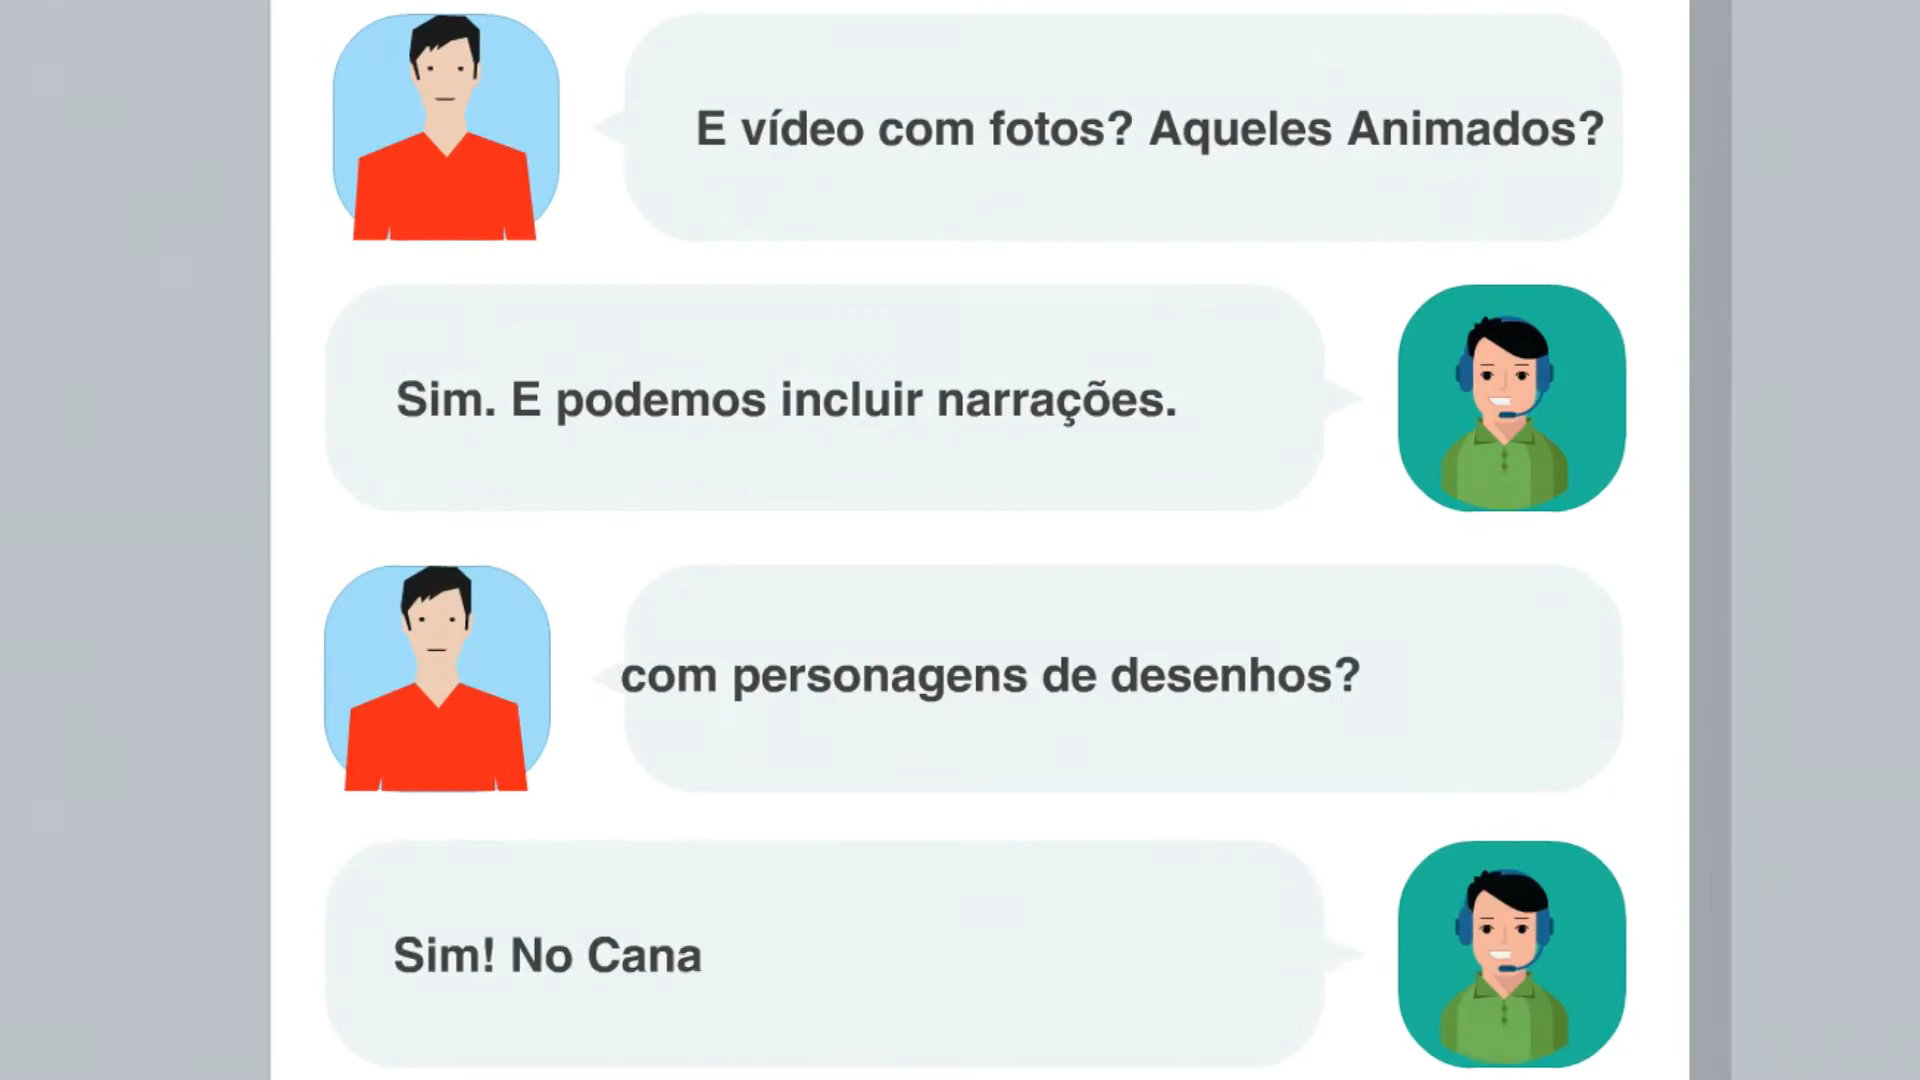 E vídeo com fotos? Aqueles Animados?
Sim. E podemos incluir narrações.
com personagens de desenhos?
Sim! No Cana